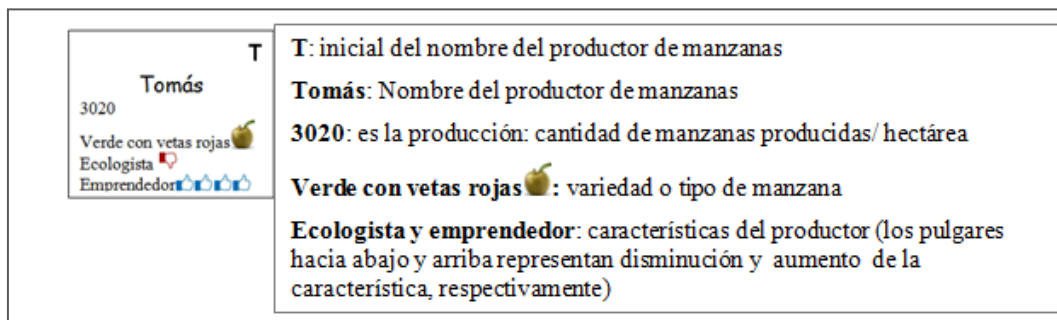 T
Tomás
3020
Verde con vetas rojas
Ecologista
Emprendedor
T: inicial del nombre del productor de manzanas
Tomás: Nombre del productor de manzanas
3020: es la producción: cantidad de manzanas producidas/ hectárea
Verde con vetas rojas: variedad o tipo de manzana
Ecologista y emprendedor: características del productor (los pulgares
hacia abajo y arriba representan disminución y aumento de la
característica, respectivamente)